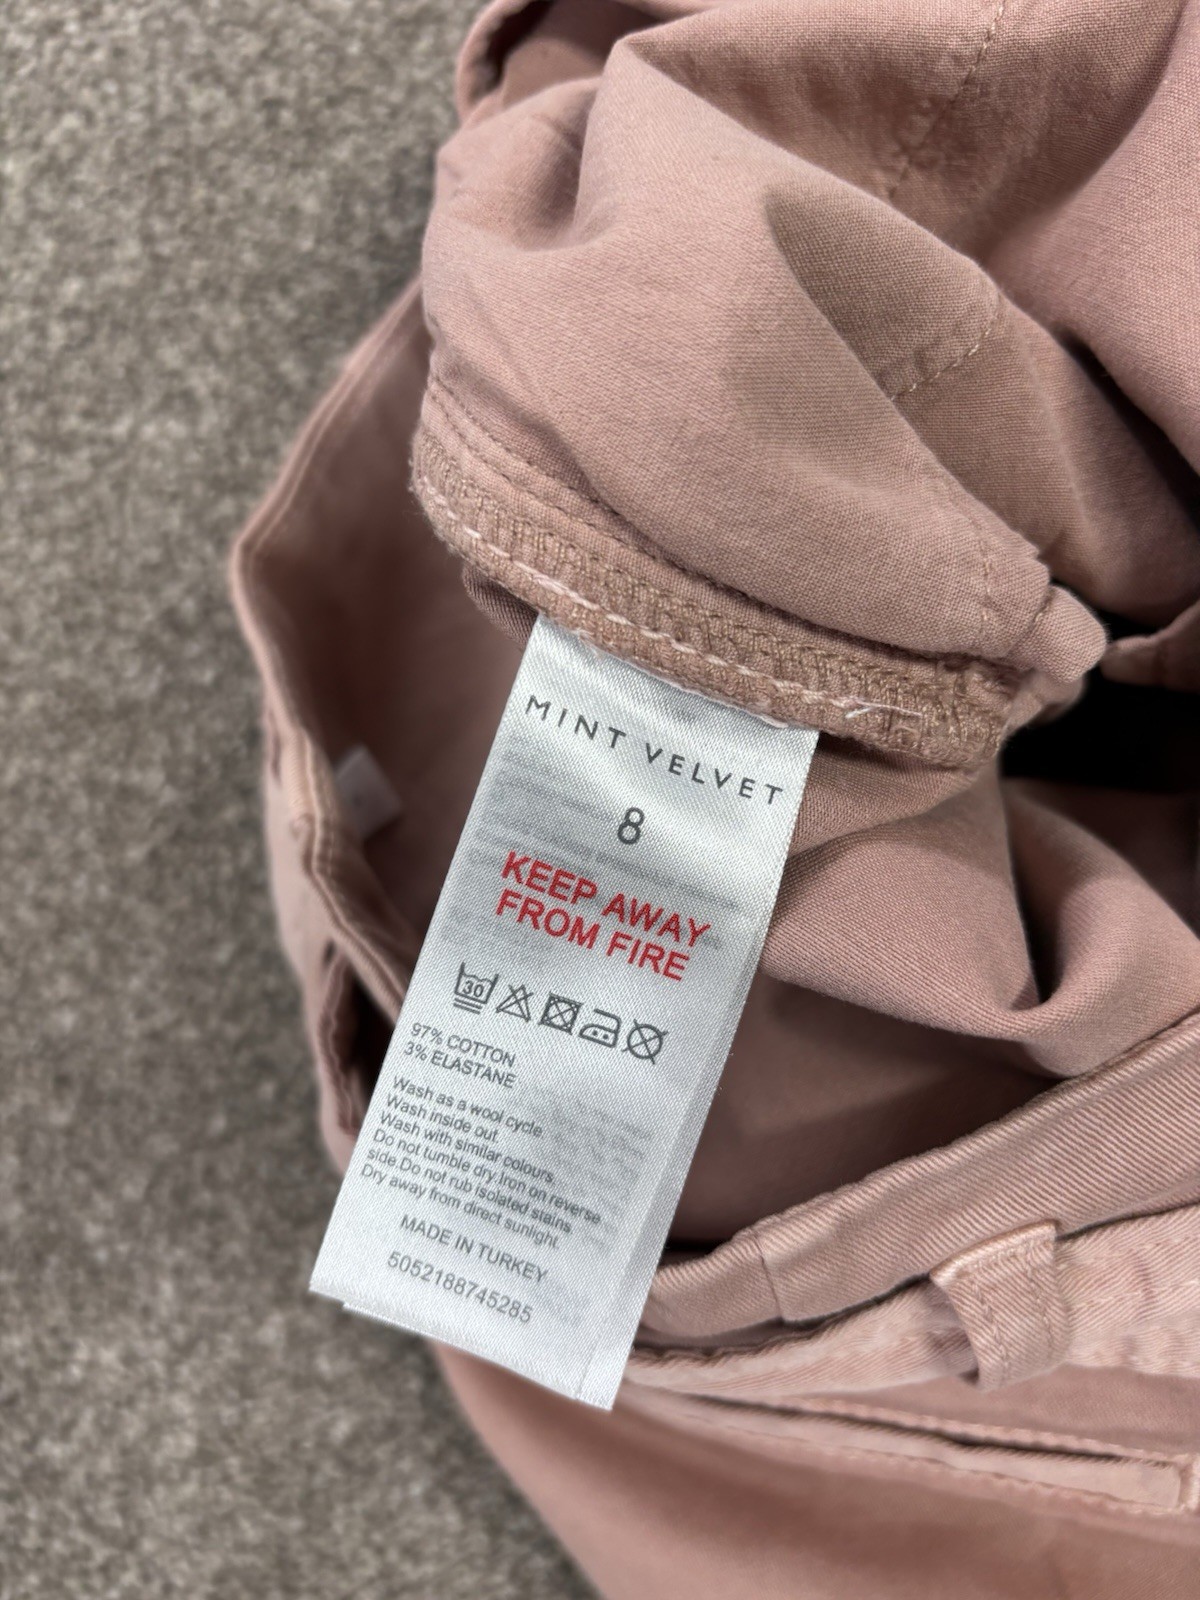 MINT VELVET
8
KEEP AWAY
FROM FIRE
30
97% COTTON
3% ELASTANE
Wash as a wool cycle
Wash inside out.
Wash with similar colours
Do not tumble dry.Iron on reverse
side.Do not rub isolated stains
Dry away from direct sunlight.
MADE IN TURKEY
5052188745285